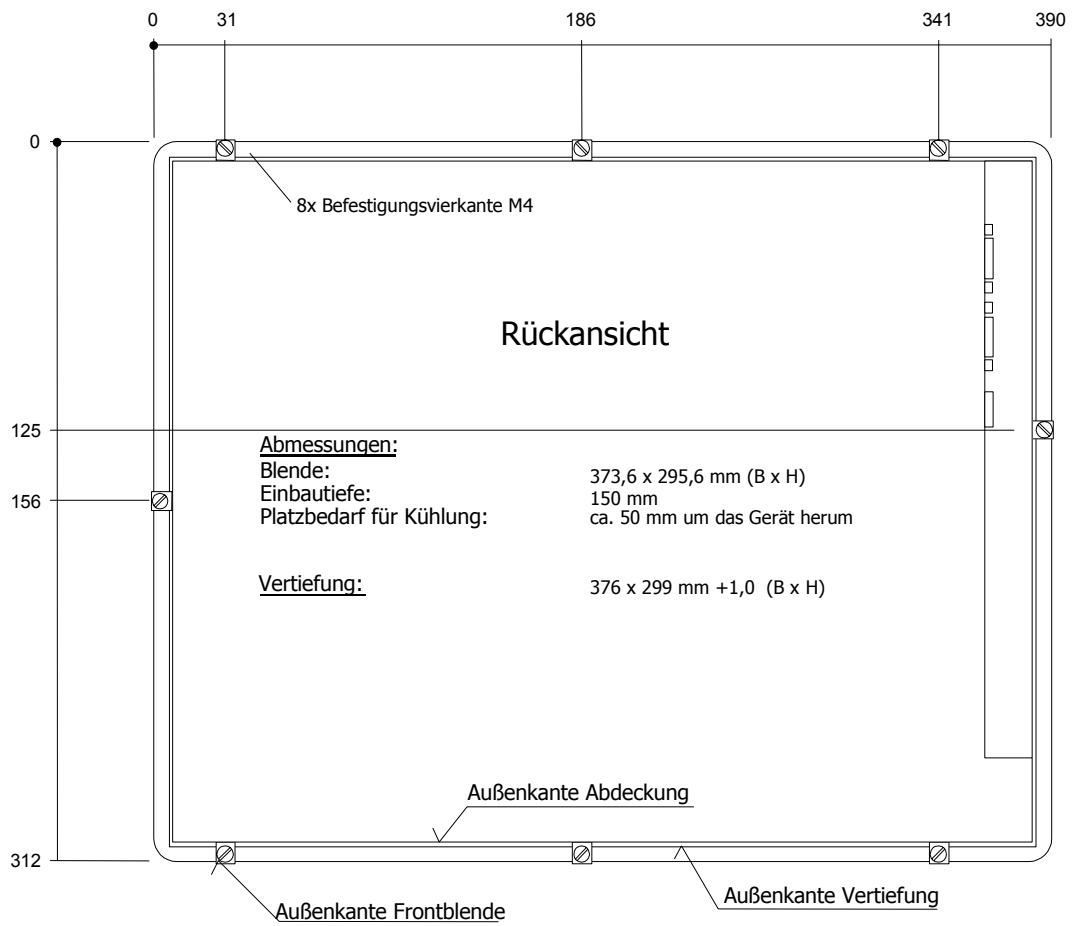 0 31 186 341 390
0
8x Befestigungsvierkante M4
Rückansicht
125
Abmessungen:
Blende: 373,6 x 295,6 mm (B x H)
Einbautiefe: 150 mm
156
Platzbedarf für Kühlung: ca. 50 mm um das Gerät herum
Vertiefung: 376 x 299 mm +1,0 (B x H)
Außenkante Abdeckung
312
Außenkante Vertiefung
Außenkante Frontblende